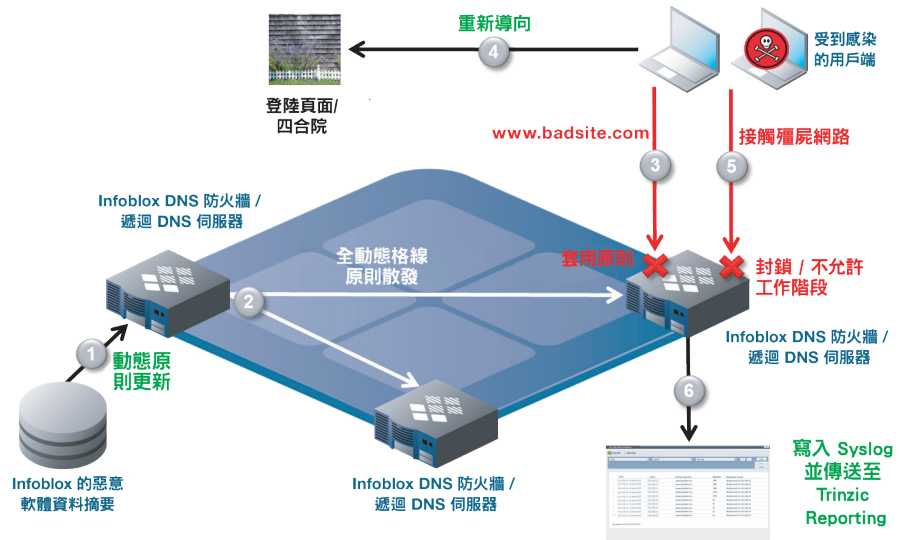 重新導向
4
登陸頁面/
四合院
受到感染
的用戶端
www.badsite.com
3
接觸殭屍網路
5
Infoblox DNS 防火牆 /
遞迴 DNS 伺服器
全動態格線
原則散發
2
套用原則
封鎖 / 不允許
工作階段
Infoblox DNS 防火牆 /
遞迴 DNS 伺服器
1
動態原
則更新
6
Infoblox 的惡意
軟體資料摘要
Infoblox DNS 防火牆 /
遞迴 DNS 伺服器
寫入 Syslog
並傳送至
Trinzic
Reporting